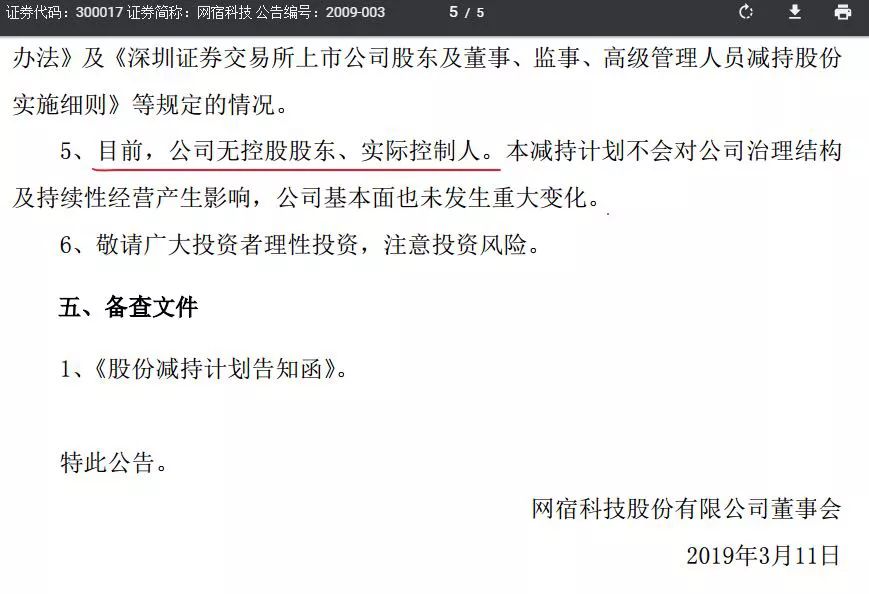 证券代码：300017 证券简称：网宿科技 公告编号：2009-003 5 / 5
办法》及《深圳证券交易所上市公司股东及董事、监事、高级管理人员减持股份
实施细则》等规定的情况。
5、目前，公司无控股股东、实际控制人。本减持计划不会对公司治理结构
及持续性经营产生影响，公司基本面也未发生重大变化。
6、敬请广大投资者理性投资，注意投资风险。
五、备查文件
1、《股份减持计划告知函》。
特此公告。
网宿科技股份有限公司董事会
2019年3月11日